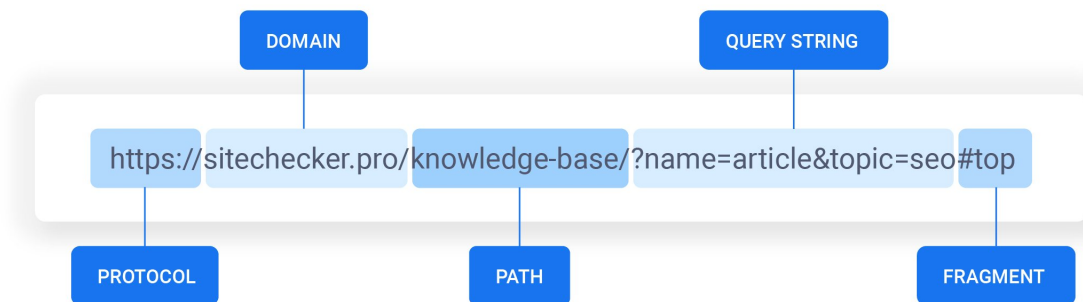 DOMAIN
QUERY STRING
https://sitechecker.pro/knowledge-base/?name=article&topic=seo#top
PROTOCOL
PATH
FRAGMENT